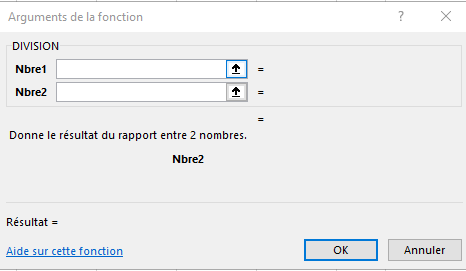 Arguments de la fonction ? ×
DIVISION
Nbre1 =
Nbre2 =
=
Donne le résultat du rapport entre 2 nombres.
Nbre2
Résultat =
Aide sur cette fonction OK Annuler